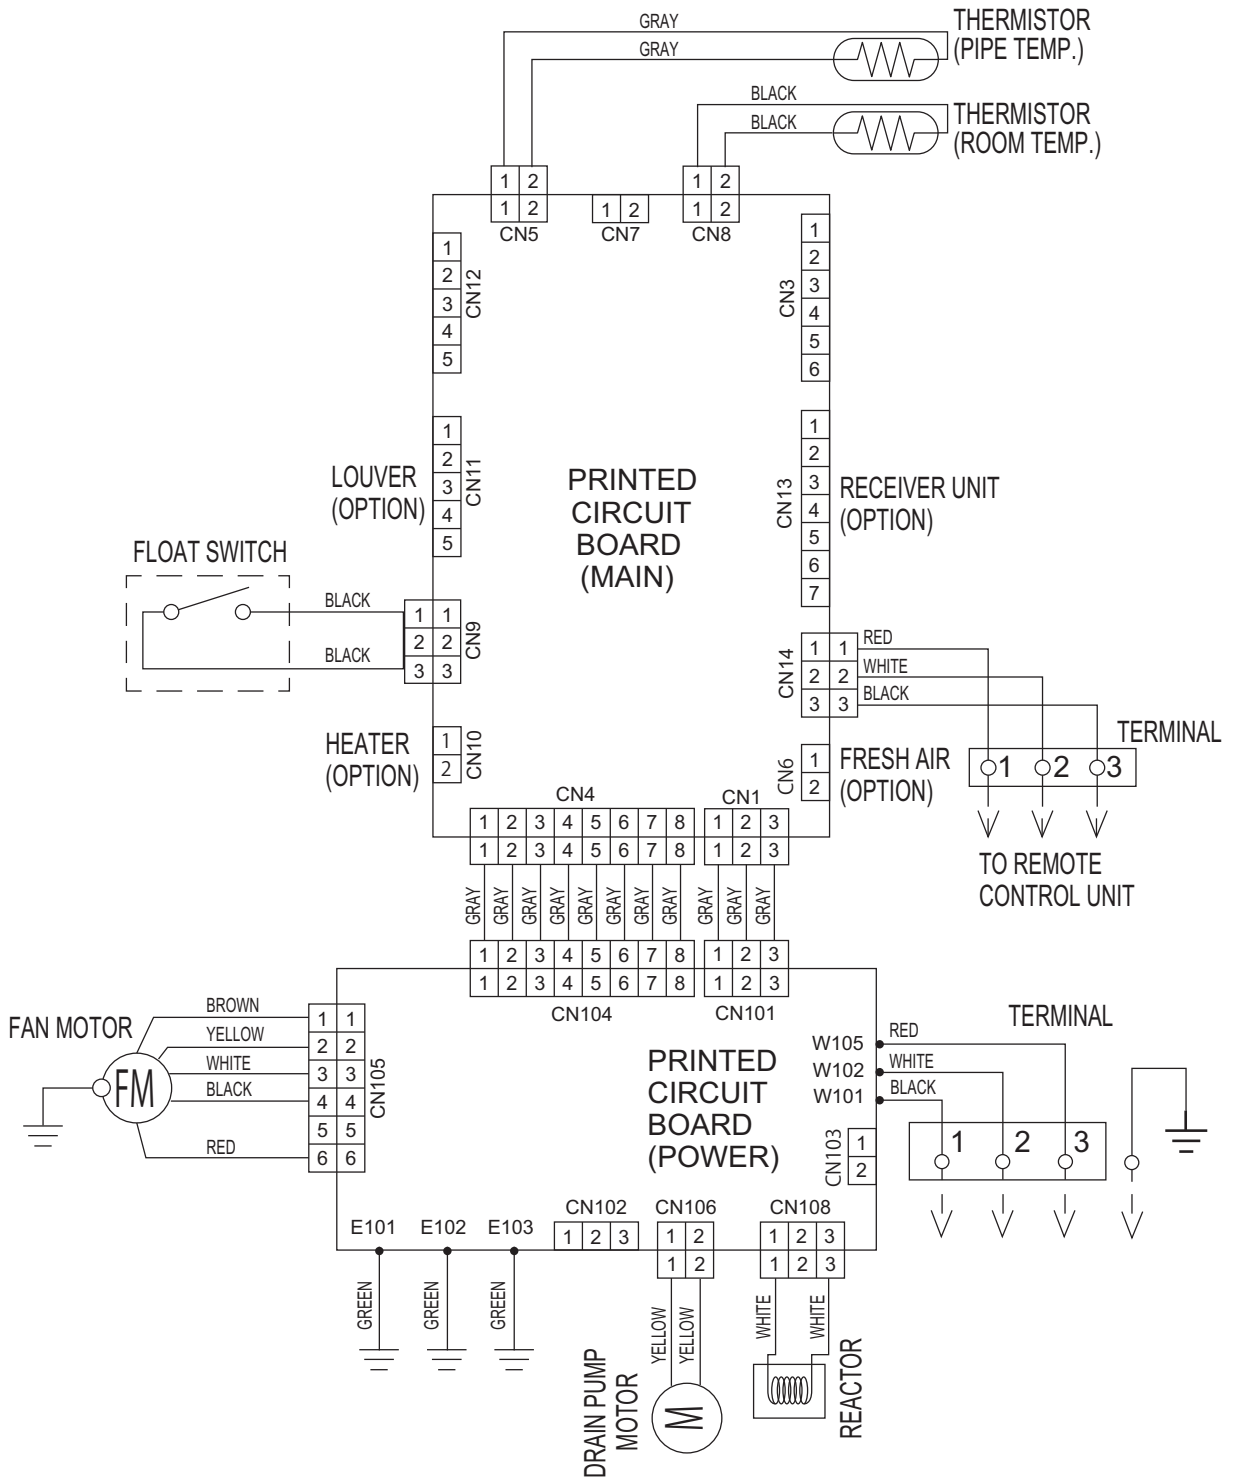 GRAY
THERMISTOR
(PIPE TEMP.)
GRAY
BLACK
THERMISTOR
(ROOM TEMP.)
BLACK
1 2
1 2
CN5
1 2
CN7
1 2
1 2
CN8
1
2
3
4
5
CN12
1
2
3
4
5
6
CN3
LOUVER
(OPTION)
1
2
3
4
5
CN11
PRINTED
CIRCUIT
BOARD
(MAIN)
1
2
3
4
5
6
7
CN13
RECEIVER UNIT
(OPTION)
FLOAT SWITCH
BLACK
BLACK
1 1
2 2
3 3
CN9
CN14
1 1
2 2
3 3
RED
WHITE
BLACK
TERMINAL
1 2 3
TO REMOTE
CONTROL UNIT
HEATER
(OPTION)
1
2
CN10
CN6
1
2
FRESH AIR
(OPTION)
CN4
1 2 3 4 5 6 7 8
1 2 3 4 5 6 7 8
CN1
1 2 3
1 2 3
GRAY GRAY GRAY GRAY GRAY GRAY GRAY GRAY
GRAY GRAY GRAY
1 2 3 4 5 6 7 8
1 2 3 4 5 6 7 8
CN104
1 2 3
1 2 3
CN101
FAN MOTOR
FM
BROWN
YELLOW
WHITE
BLACK
RED
1 1
2 2
3 3
4 4
5 5
6 6
CN105
PRINTED
CIRCUIT
BOARD
(POWER)
W105
W102
W101
RED
WHITE
BLACK
TERMINAL
1 2 3
CN103
1
2
E101 E102 E103
GREEN
GREEN
GREEN
CN102
1 2 3
CN106
1 2
1 2
YELLOW
YELLOW
DRAIN PUMP
MOTOR
M
CN108
1 2 3
1 2 3
WHITE
WHITE
REACTOR